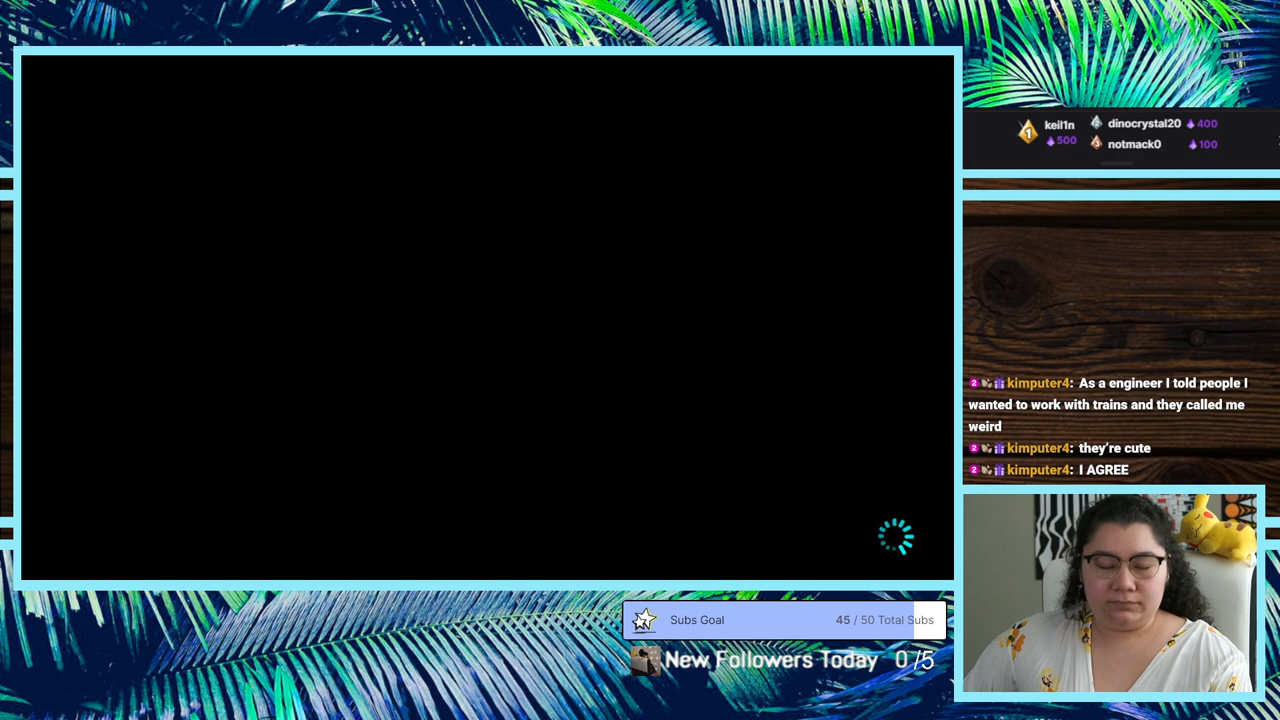 keil1n
500
dinocrystal20 400
notmack0 100
kimputer4: As a engineer I told people I
wanted to work with trains and they called me
weird
kimputer4: they're cute
kimputer4: I AGREE
Subs Goal 45 / 50 Total Subs
New Followers Today 0 /5